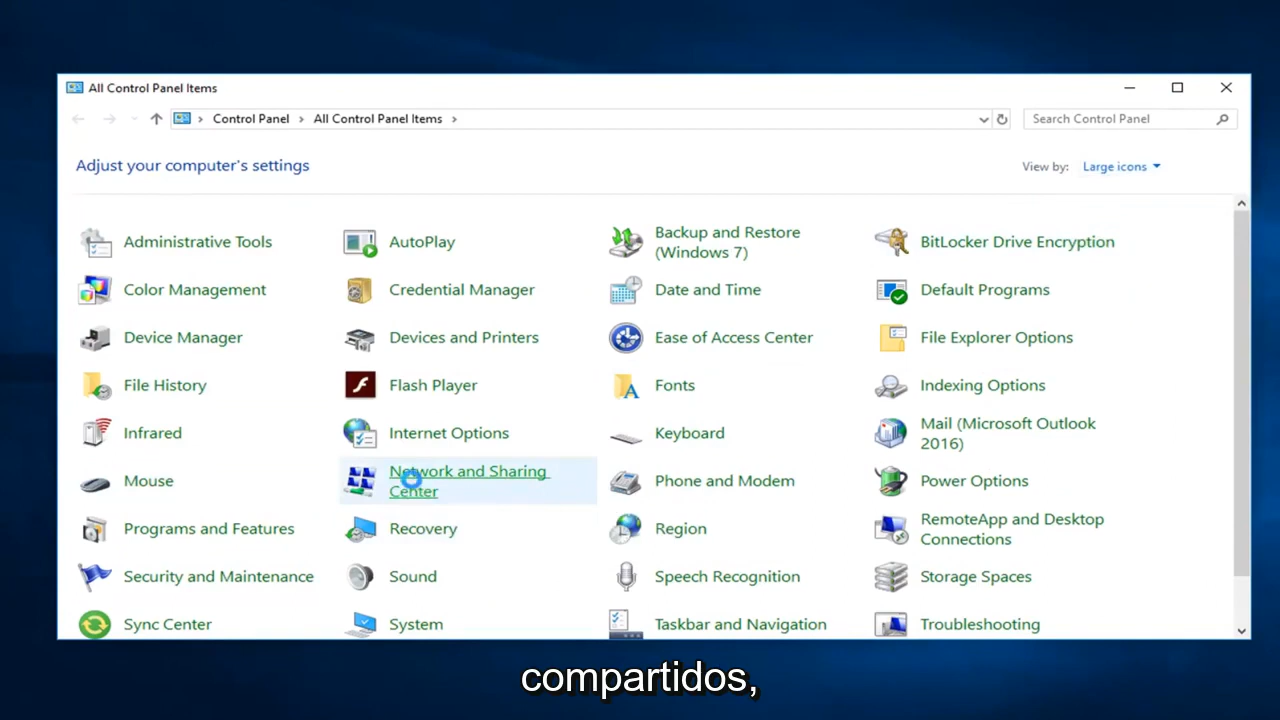 All Control Panel Items
Control Panel > All Control Panel Items >
Search Control Panel
Adjust your computer's settings
View by: Large icons
Administrative Tools
AutoPlay
Backup and Restore
(Windows 7)
BitLocker Drive Encryption
Color Management
Credential Manager
Date and Time
Default Programs
Device Manager
Devices and Printers
Ease of Access Center
File Explorer Options
File History
Flash Player
Fonts
Indexing Options
Infrared
Internet Options
Keyboard
Mail (Microsoft Outlook
2016)
Mouse
Network and Sharing
Center
Phone and Modem
Power Options
Programs and Features
Recovery
Region
RemoteApp and Desktop
Connections
Security and Maintenance
Sound
Speech Recognition
Storage Spaces
Sync Center
System
Taskbar and Navigation
Troubleshooting
compartidos,